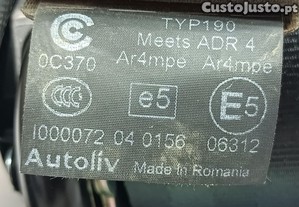 CustoJusto.pt
TYP190
C Meets ADR 4
0C370 Ar4mpe Ar4mpe
CCC e5 E5
I000072 04 0156 06312
Autoliv Made in Romania